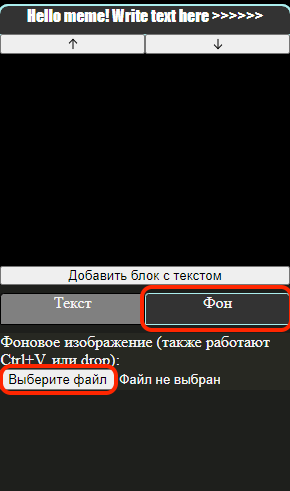 Hello meme! Write text here >>>>>>
↑ ↓
Добавить блок с текстом
Текст Фон
Фоновое изображение (также работают
Ctrl+V, или drop):
Выберите файл Файл не выбран